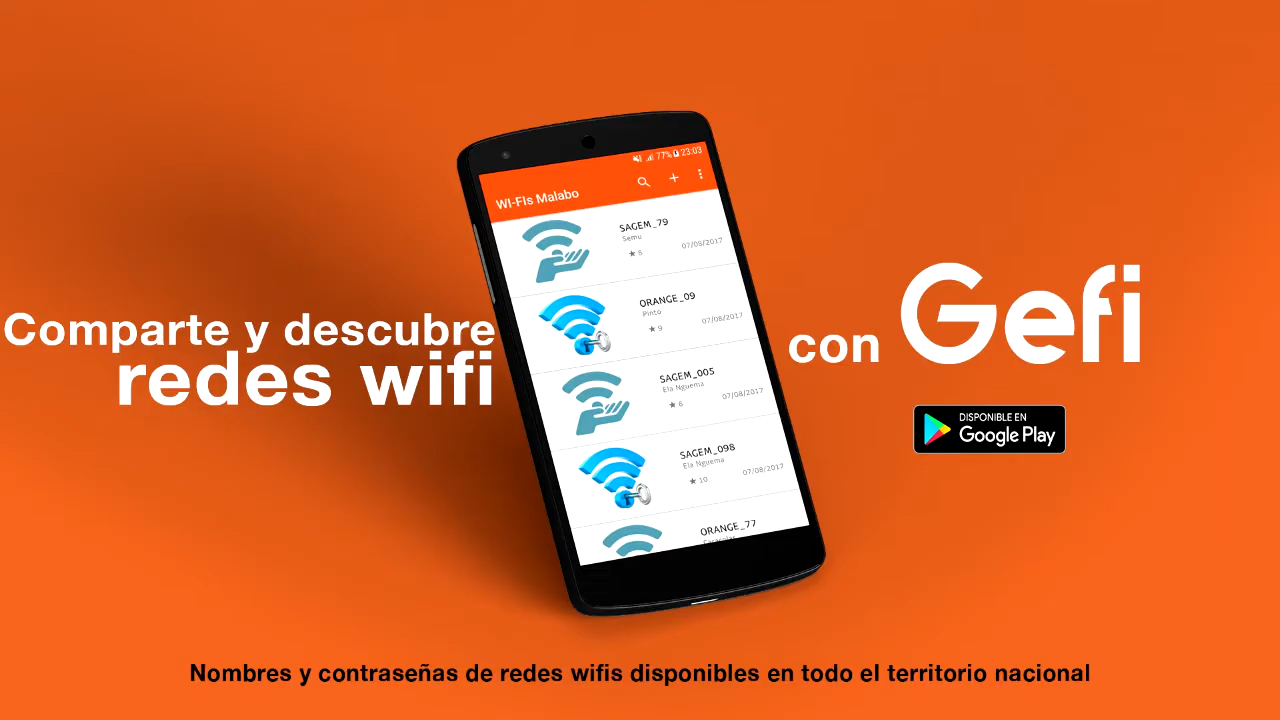 Comparte y descubre
redes wifi
77% 23:03
WI-FIs Malabo
SAGEM_79
Semu
★ 5
07/08/2017
ORANGE_09
Pinto
★ 9
07/08/2017
SAGEM_005
Ela Nguema
★ 6
07/08/2017
SAGEM_098
Ela Nguema
★ 10
07/08/2017
ORANGE_77
con Gefi
DISPONIBLE EN
Google Play
Nombres y contraseñas de redes wifis disponibles en todo el territorio nacional